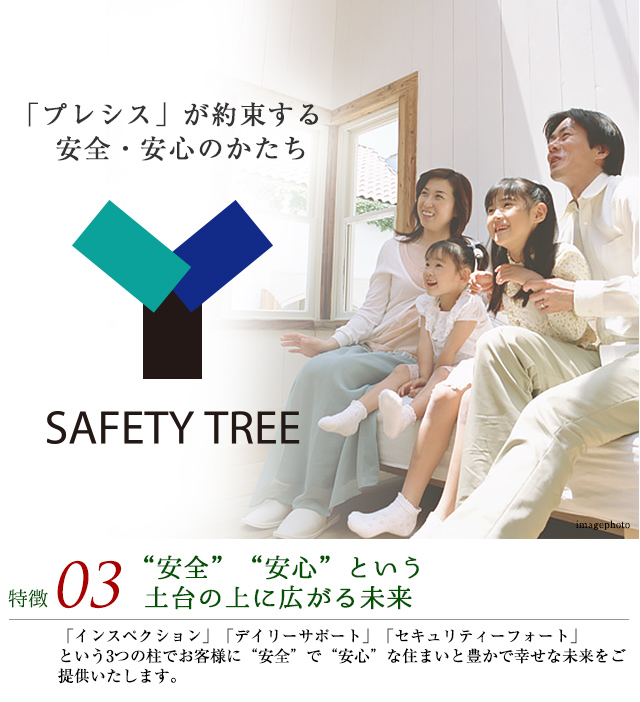 「プレシス」が約束する
安全・安心のかたち
SAFETY TREE
imagephoto
特徴 03 “安全” “安心” という
土台の上に広がる未来
「インスペクション」「デイリーサポート」「セキュリティーフォート」
という3つの柱でお客様に“安全”で“安心”な住まいと豊かで幸せな未来をご
提供いたします。